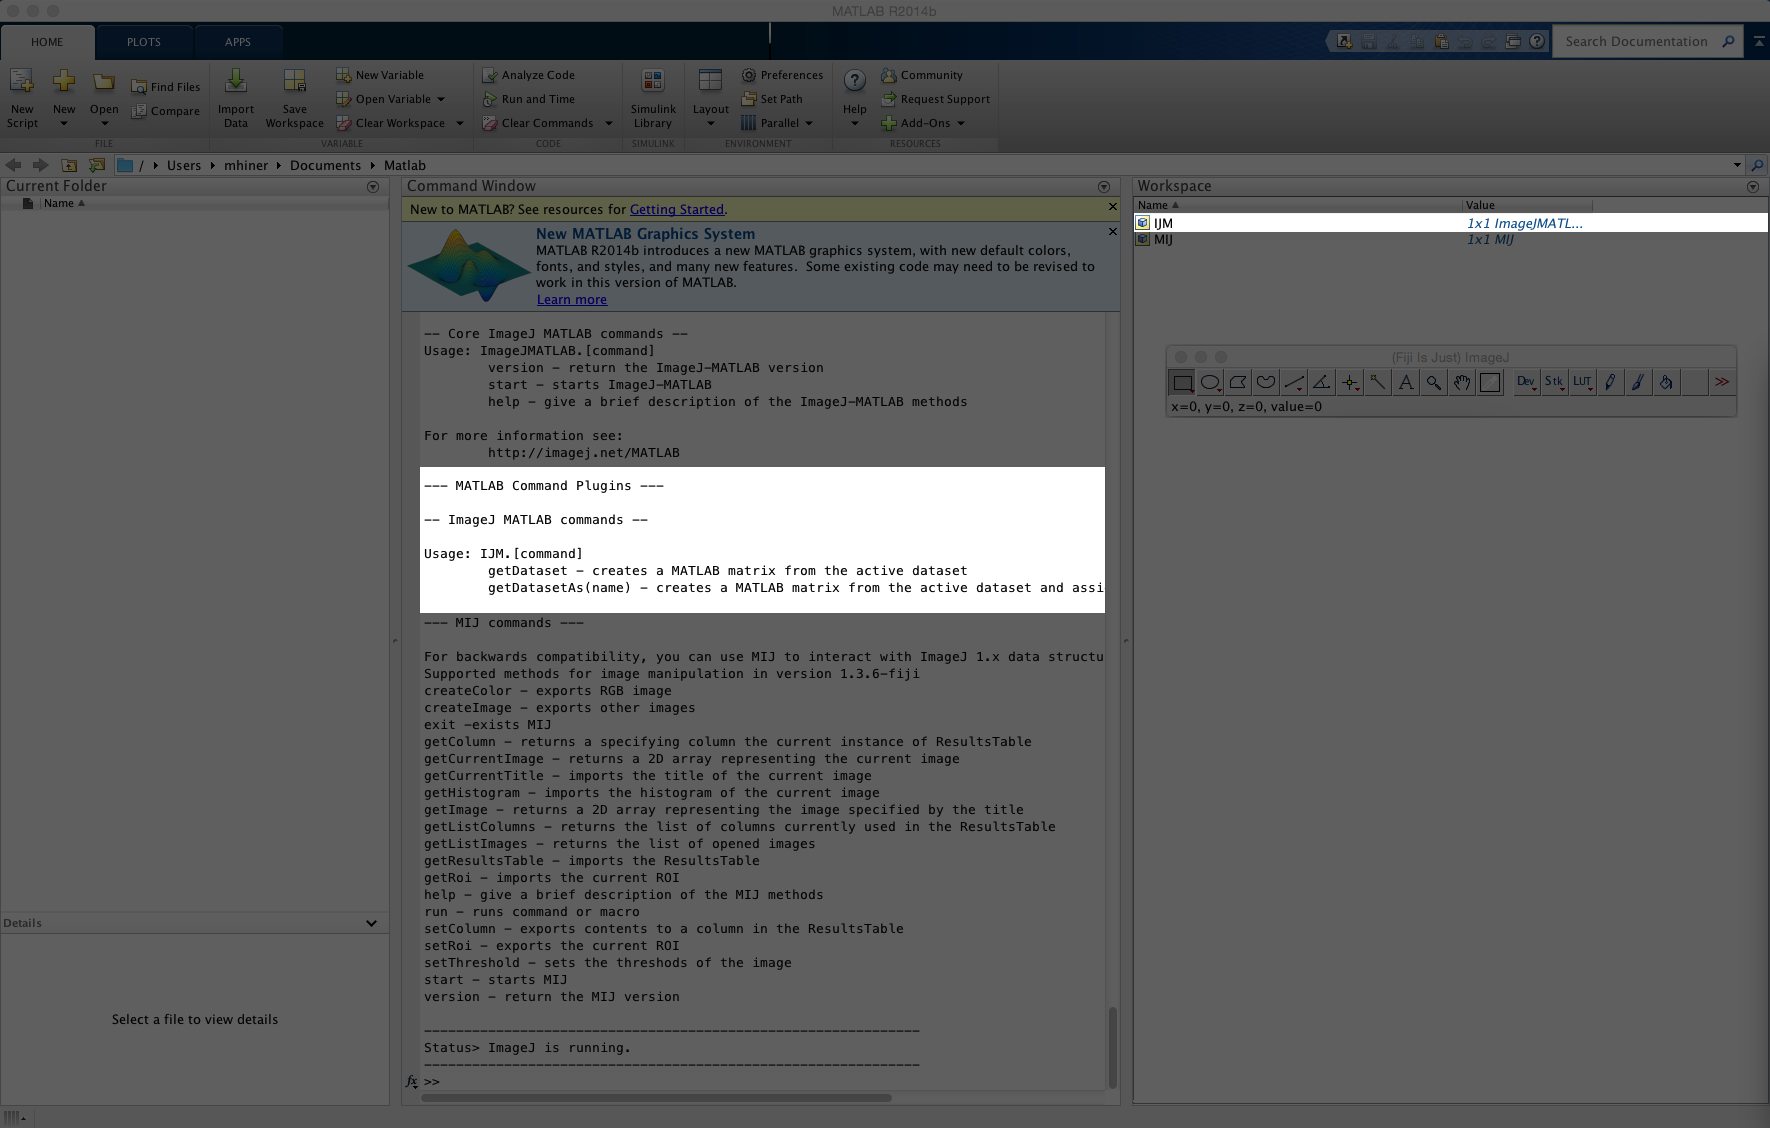 MATLAB R2014b
HOME PLOTS APPS
Search Documentation
New Script
New
Open
Find Files
Compare
Import Data
Save Workspace
New Variable
Open Variable
Clear Workspace
Analyze Code
Run and Time
Clear Commands
Simulink Library
Layout
Preferences
Set Path
Parallel
Help
Community
Request Support
Add-Ons
FILE VARIABLE CODE SIMULINK ENVIRONMENT RESOURCES
/ Users mhiner Documents Matlab
Current Folder
Name
Details
Select a file to view details
Command Window
New to MATLAB? See resources for Getting Started.
New MATLAB Graphics System
MATLAB R2014b introduces a new MATLAB graphics system, with new default colors,
fonts, and styles, and many new features. Some existing code may need to be revised to
work in this version of MATLAB.
Learn more
-- Core ImageJ MATLAB commands --
Usage: ImageJMATLAB.[command]
version - return the ImageJ-MATLAB version
start - starts ImageJ-MATLAB
help - give a brief description of the ImageJ-MATLAB methods
For more information see:
http://imagej.net/MATLAB
--- MATLAB Command Plugins ---
-- ImageJ MATLAB commands --
Usage: IJM.[command]
getDataset - creates a MATLAB matrix from the active dataset
getDatasetAs(name) - creates a MATLAB matrix from the active dataset and assi
--- MIJ commands ---
For backwards compatibility, you can use MIJ to interact with ImageJ 1.x data structu
Supported methods for image manipulation in version 1.3.6-fiji
createColor - exports RGB image
createImage - exports other images
exit -exists MIJ
getColumn - returns a specifying column the current instance of ResultsTable
getCurrentImage - returns a 2D array representing the current image
getCurrentTitle - imports the title of the current image
getHistogram - imports the histogram of the current image
getImage - returns a 2D array representing the image specified by the title
getListColumns - returns the list of columns currently used in the ResultsTable
getListImages - returns the list of opened images
getResultsTable - imports the ResultsTable
getRoi - imports the current ROI
help - give a brief description of the MIJ methods
run - runs command or macro
setColumn - exports contents to a column in the ResultsTable
setRoi - exports the current ROI
setThreshold - sets the threshods of the image
start - starts MIJ
version - return the MIJ version
--------------------------------------------------------------
Status> ImageJ is running.
--------------------------------------------------------------
fx >>
Workspace
Name Value
IJM 1x1 ImageJMATL...
MIJ 1x1 MIJ
(Fiji Is Just) ImageJ
A Dev Stk LUT >>
x=0, y=0, z=0, value=0